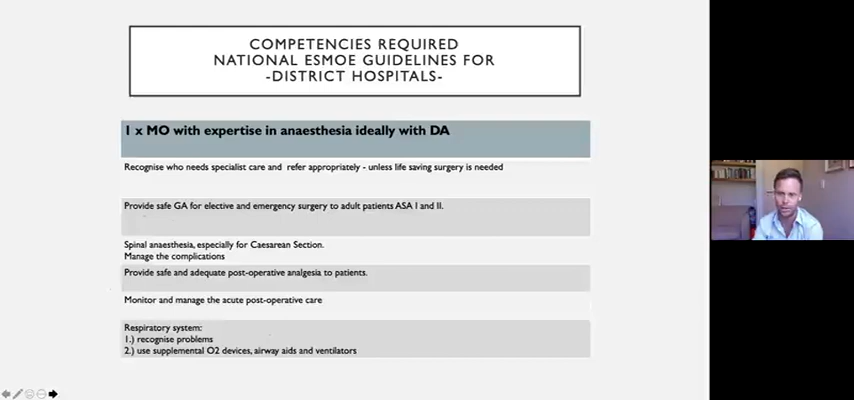 COMPETENCIES REQUIRED
NATIONAL ESMOE GUIDELINES FOR
-DISTRICT HOSPITALS-
1 x MO with expertise in anaesthesia ideally with DA
Recognise who needs specialist care and refer appropriately - unless life saving surgery is needed
Provide safe GA for elective and emergency surgery to adult patients ASA I and II.
Spinal anaesthesia, especially for Caesarean Section.
Manage the complications
Provide safe and adequate post-operative analgesia to patients.
Monitor and manage the acute post-operative care
Respiratory system:
1.) recognise problems
2.) use supplemental O2 devices, airway aids and ventilators